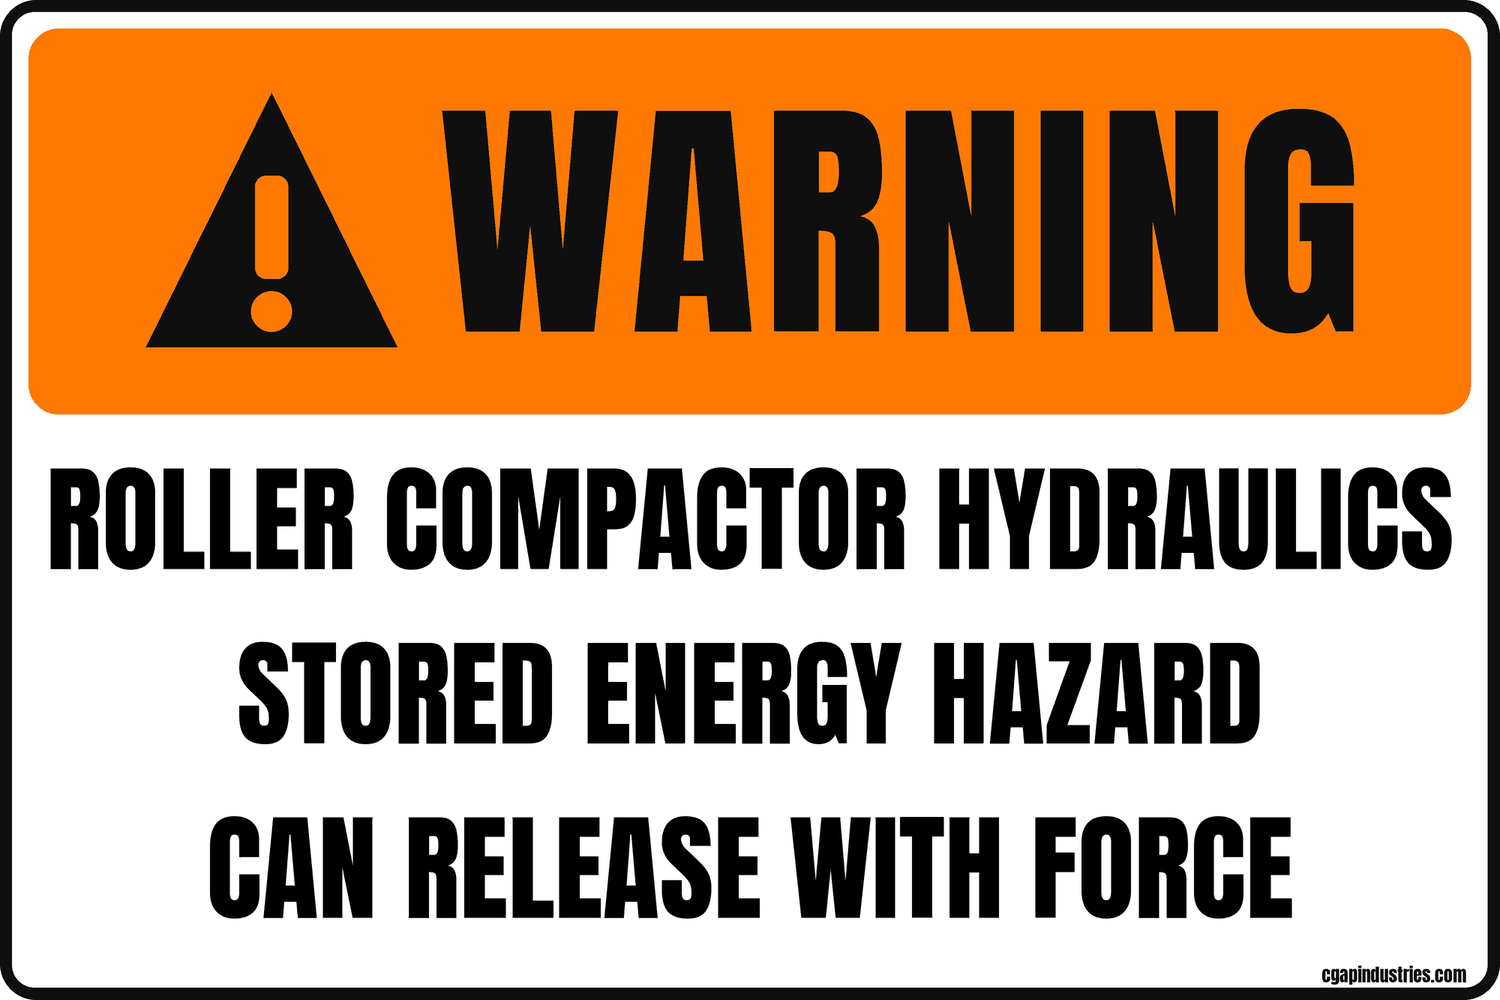 WARNING
ROLLER COMPACTOR HYDRAULICS
STORED ENERGY HAZARD
CAN RELEASE WITH FORCE
cgapindustries.com